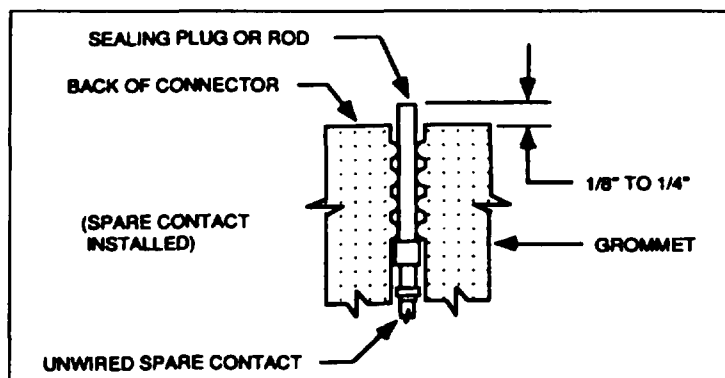 SEALING PLUG OR ROD
BACK OF CONNECTOR
1/8" TO 1/4"
(SPARE CONTACT
INSTALLED)
GROMMET
UNWIRED SPARE CONTACT